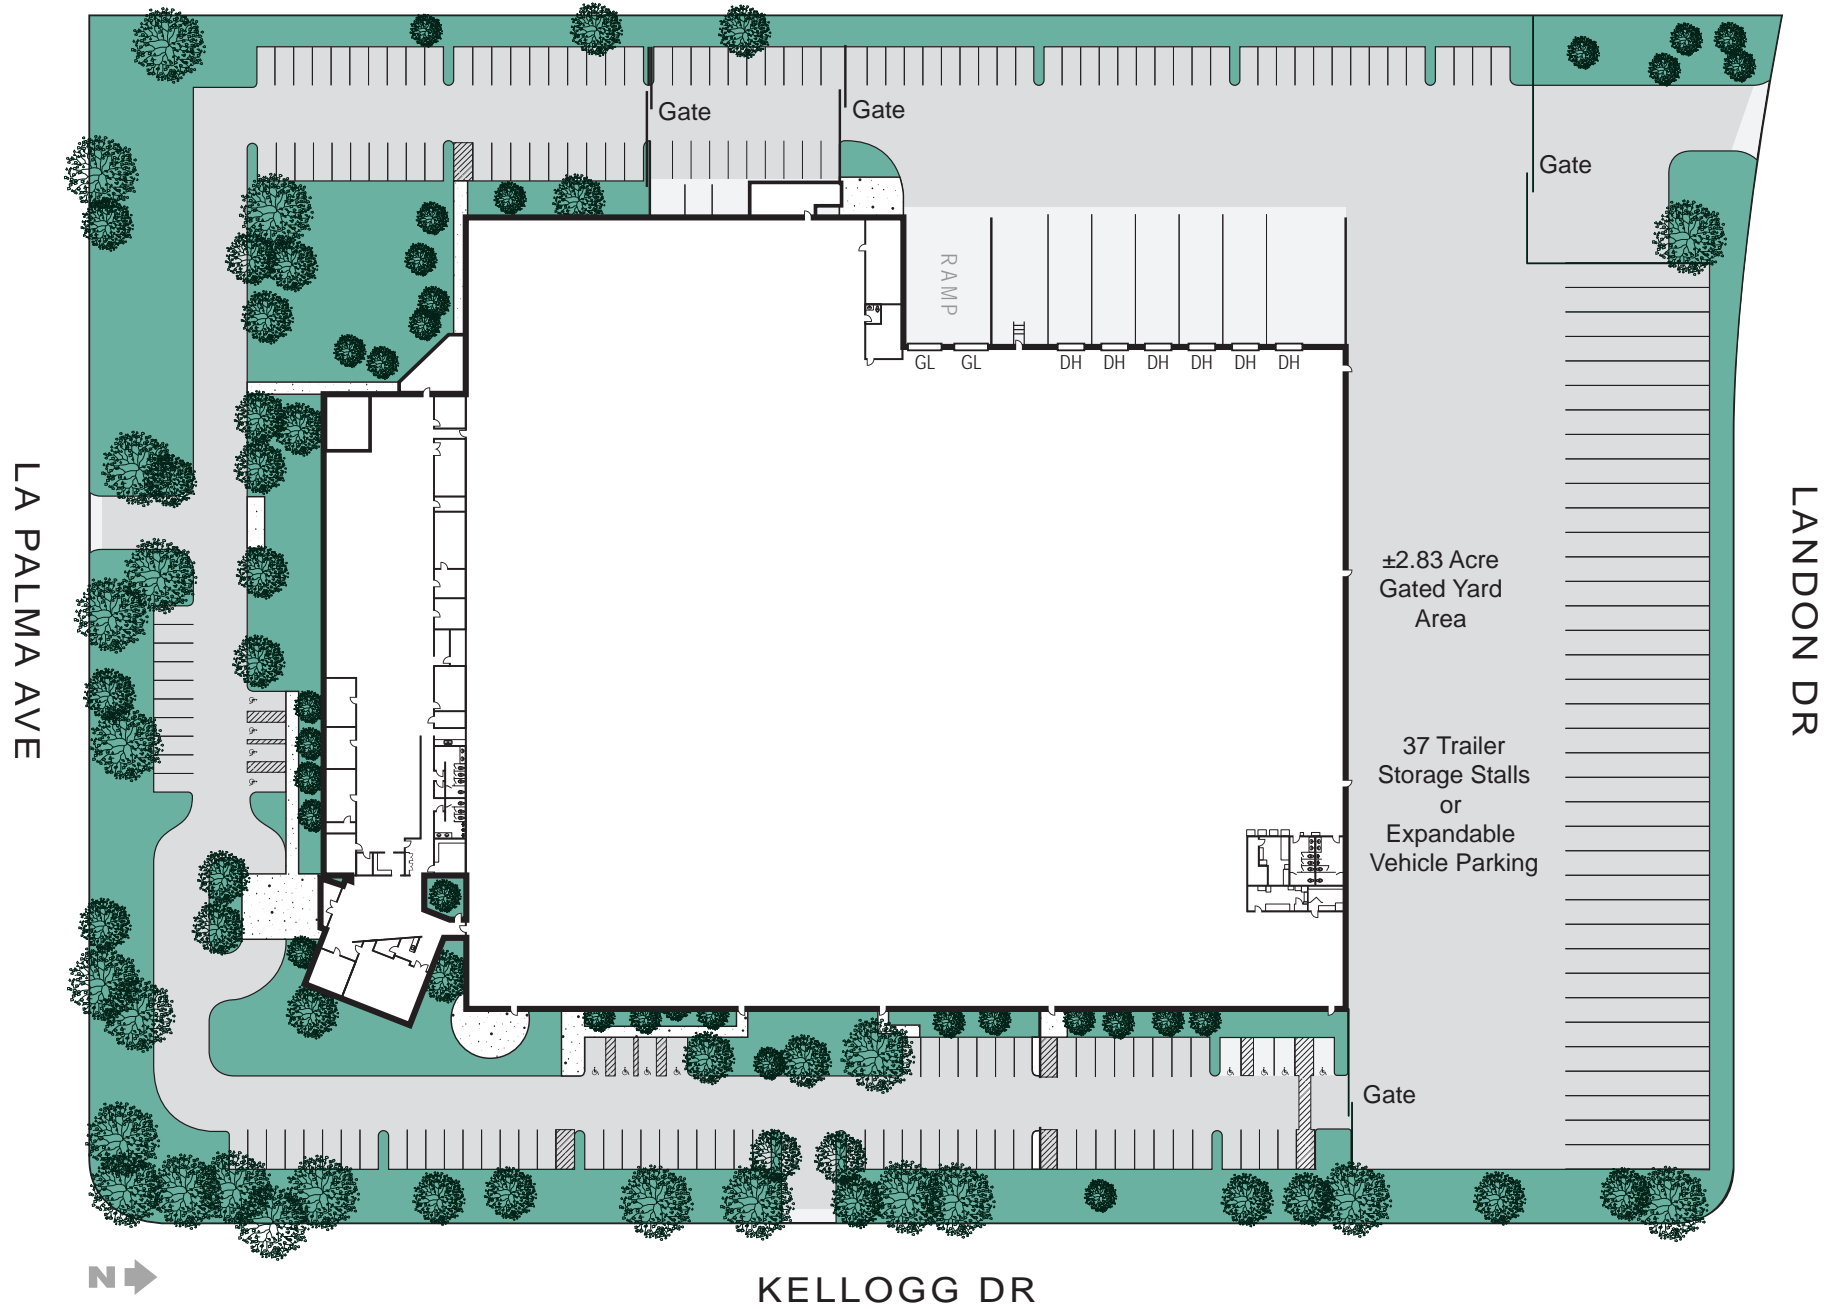 Gate
Gate
Gate
RAMP
GL
GL
DH
DH
DH
DH
DH
DH
LA PALMA AVE
LANDON DR
±2.83 Acre
Gated Yard
Area
37 Trailer
Storage Stalls
or
Expandable
Vehicle Parking
Gate
N
KELLOGG DR